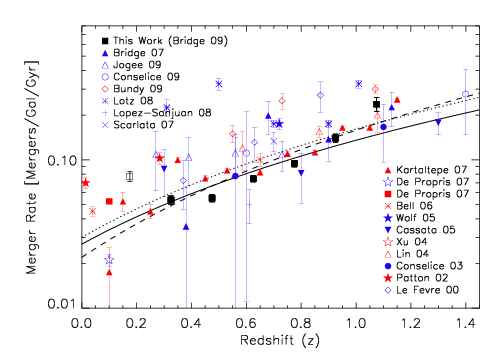 This Work (Bridge 09)
Bridge 07
Jogee 09
Conselice 09
Bundy 09
Lotz 08
Lopez-Sanjuan 08
Scarlata 07
Kartaltepe 07
De Propris 07
De Propris 07
Bell 06
Wolf 05
Cassata 05
Xu 04
Lin 04
Conselice 03
Patton 02
Le Fevre 00
Merger Rate [Mergers/Gal/Gyr]
0.10
0.01
0.0 0.2 0.4 0.6 0.8 1.0 1.2 1.4
Redshift (z)